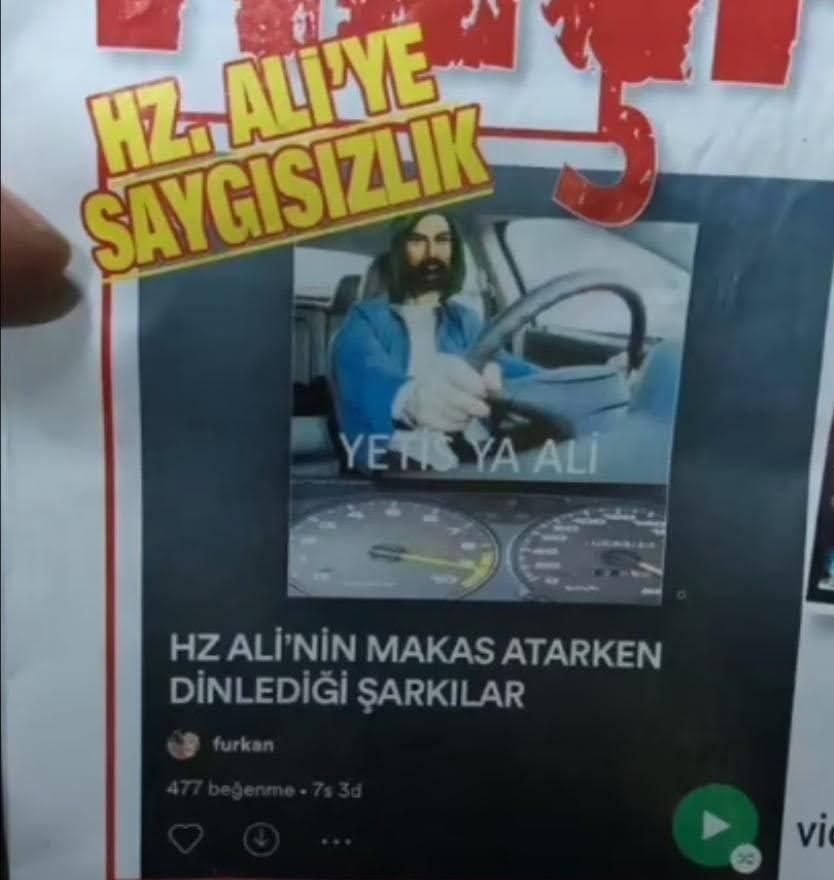 HZ. ALİ'YE
SAYGISIZLIK
YETİS YA ALİ
HZ ALİ'NİN MAKAS ATARKEN
DİNLEDİĞİ ŞARKILAR
furkan
477 beğenme • 7s 3d